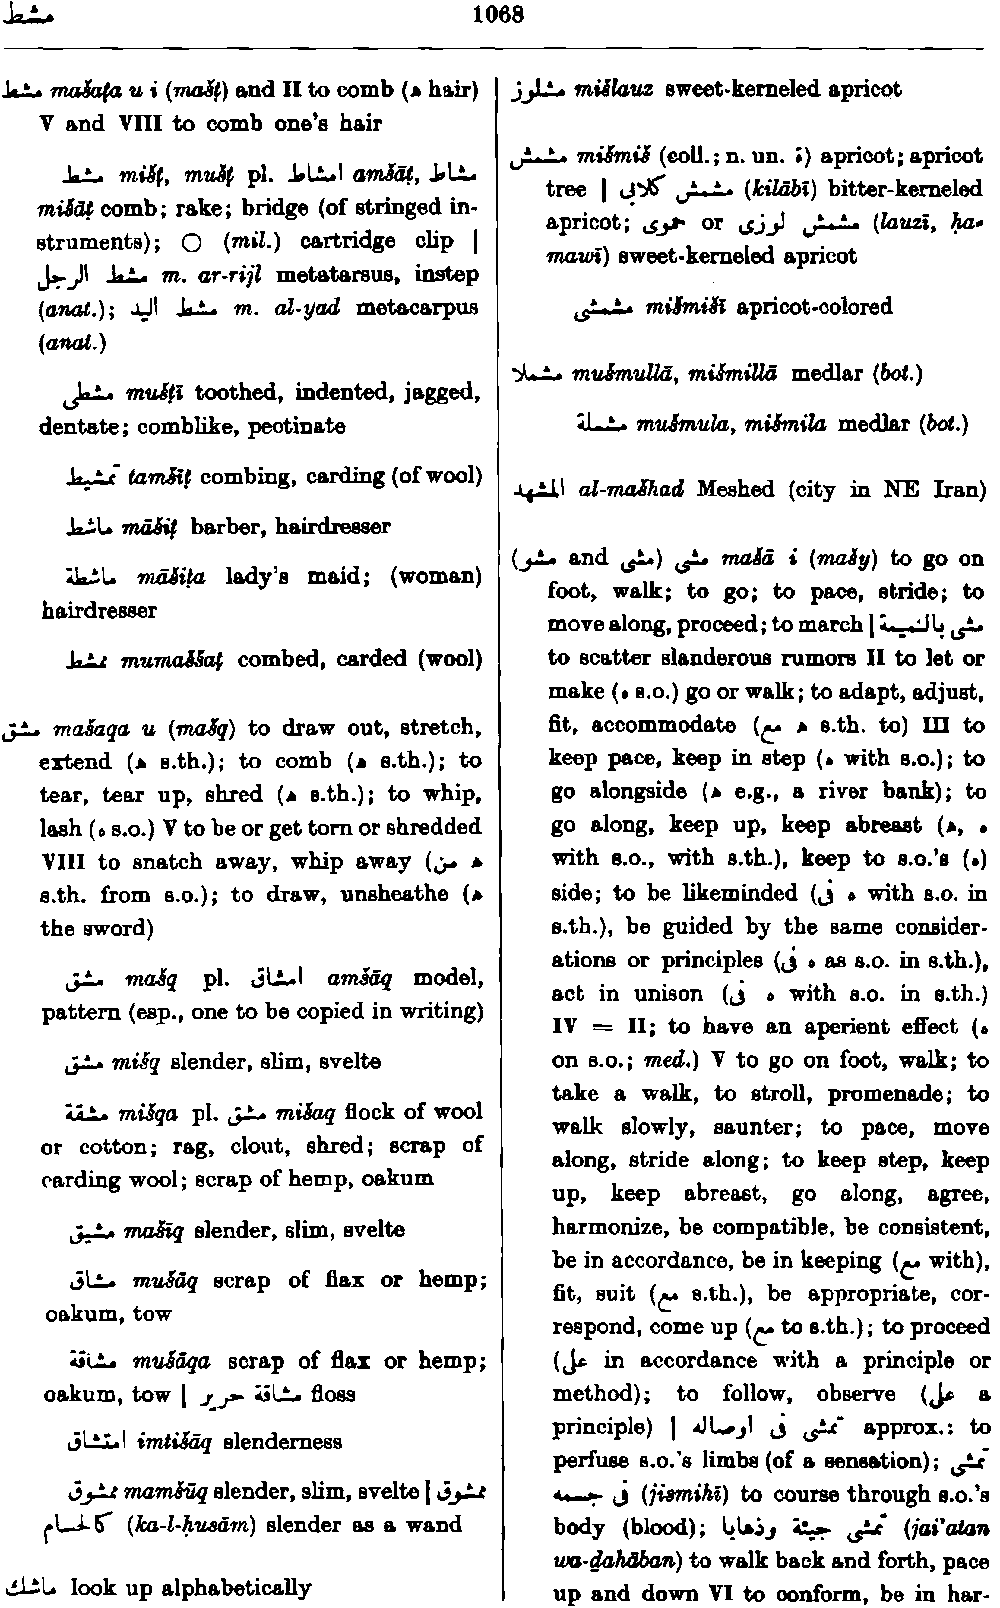 مشط
1068
مشط mašaṭa u i (mašṭ) and II to comb (ه hair)
V and VIII to comb one's hair
مشط mišṭ, mušṭ pl. امشاط amšāṭ, مشاط
mišāṭ comb; rake; bridge (of stringed in-
struments); ○ (mil.) cartridge clip |
مشط الرجل m. ar-rijl metatarsus, instep
(anat.); مشط اليد m. al-yad metacarpus
(anat.)
مشطى mušṭī toothed, indented, jagged,
dentate; comblike, pectinate
تمشيط tamšīṭ combing, carding (of wool)
ماشط māšiṭ barber, hairdresser
ماشطة māšiṭa lady's maid; (woman)
hairdresser
ممشط mumaššaṭ combed, carded (wool)
مشق mašaqa u (mašq) to draw out, stretch,
extend (ه s.th.); to comb (ه s.th.); to
tear, tear up, shred (ه s.th.); to whip,
lash (ه s.o.) V to be or get torn or shredded
VIII to snatch away, whip away (ه من
s.th. from s.o.); to draw, unsheathe (ه
the sword)
مشق mašq pl. امشاق amšāq model,
pattern (esp., one to be copied in writing)
مشق mišq slender, slim, svelte
مشقة mišqa pl. مشق mišaq flock of wool
or cotton; rag, clout, shred; scrap of
carding wool; scrap of hemp, oakum
مشيق mašīq slender, slim, svelte
مشاق mušāq scrap of flax or hemp;
oakum, tow
مشاقة mušāqa scrap of flax or hemp;
oakum, tow | مشاقة حرير floss
امتشاق imtišāq slenderness
ممشوق mamšūq slender, slim, svelte | ممشوق
كالحسام (ka-l-ḥusām) slender as a wand
ماشك look up alphabetically
مشلوز mišlauz sweet-kerneled apricot
مشمش mišmiš (coll.; n. un. ة) apricot; apricot
tree | مشمش كلابى (kilābī) bitter-kerneled
apricot; حموى or مشمش لوزى (lauzī, ḥa-
mawī) sweet-kerneled apricot
مشمشى mišmišī apricot-colored
مشملا mušmullā, mišmillā medlar (bot.)
مشملة mušmula, mišmila medlar (bot.)
المشهد al-mašhad Meshed (city in NE Iran)
(مشو and مشى) مشى mašā i (mašy) to go on
foot, walk; to go; to pace, stride; to
move along, proceed; to march | مشى بالنميمة
to scatter slanderous rumors II to let or
make (ه s.o.) go or walk; to adapt, adjust,
fit, accommodate (مع ه s.th. to) III to
keep pace, keep in step (ه with s.o.); to
go alongside (ه e.g., a river bank); to
go along, keep up, keep abreast (ه, ه
with s.o., with s.th.), keep to s.o.'s (ه)
side; to be likeminded (ه فى with s.o. in
s.th.), be guided by the same consider-
ations or principles (ه فى as s.o. in s.th.),
act in unison (ه فى with s.o. in s.th.)
IV = II; to have an aperient effect (ه
on s.o.; med.) V to go on foot, walk; to
take a walk, to stroll, promenade; to
walk slowly, saunter; to pace, move
along, stride along; to keep step, keep
up, keep abreast, go along, agree,
harmonize, be compatible, be consistent,
be in accordance, be in keeping (مع with),
fit, suit (مع s.th.), be appropriate, cor-
respond, come up (مع to s.th.); to proceed
(على in accordance with a principle or
method); to follow, observe (على a
principle) | تمشى فى اوصاله approx.: to
perfuse s.o.'s limbs (of a sensation); تمشى
فى جسمه (jismihī) to course through s.o.'s
body (blood); تمشى جيئة وذهابا (jai'atan
wa-ḏahāban) to walk back and forth, pace
up and down VI to conform, be in har-